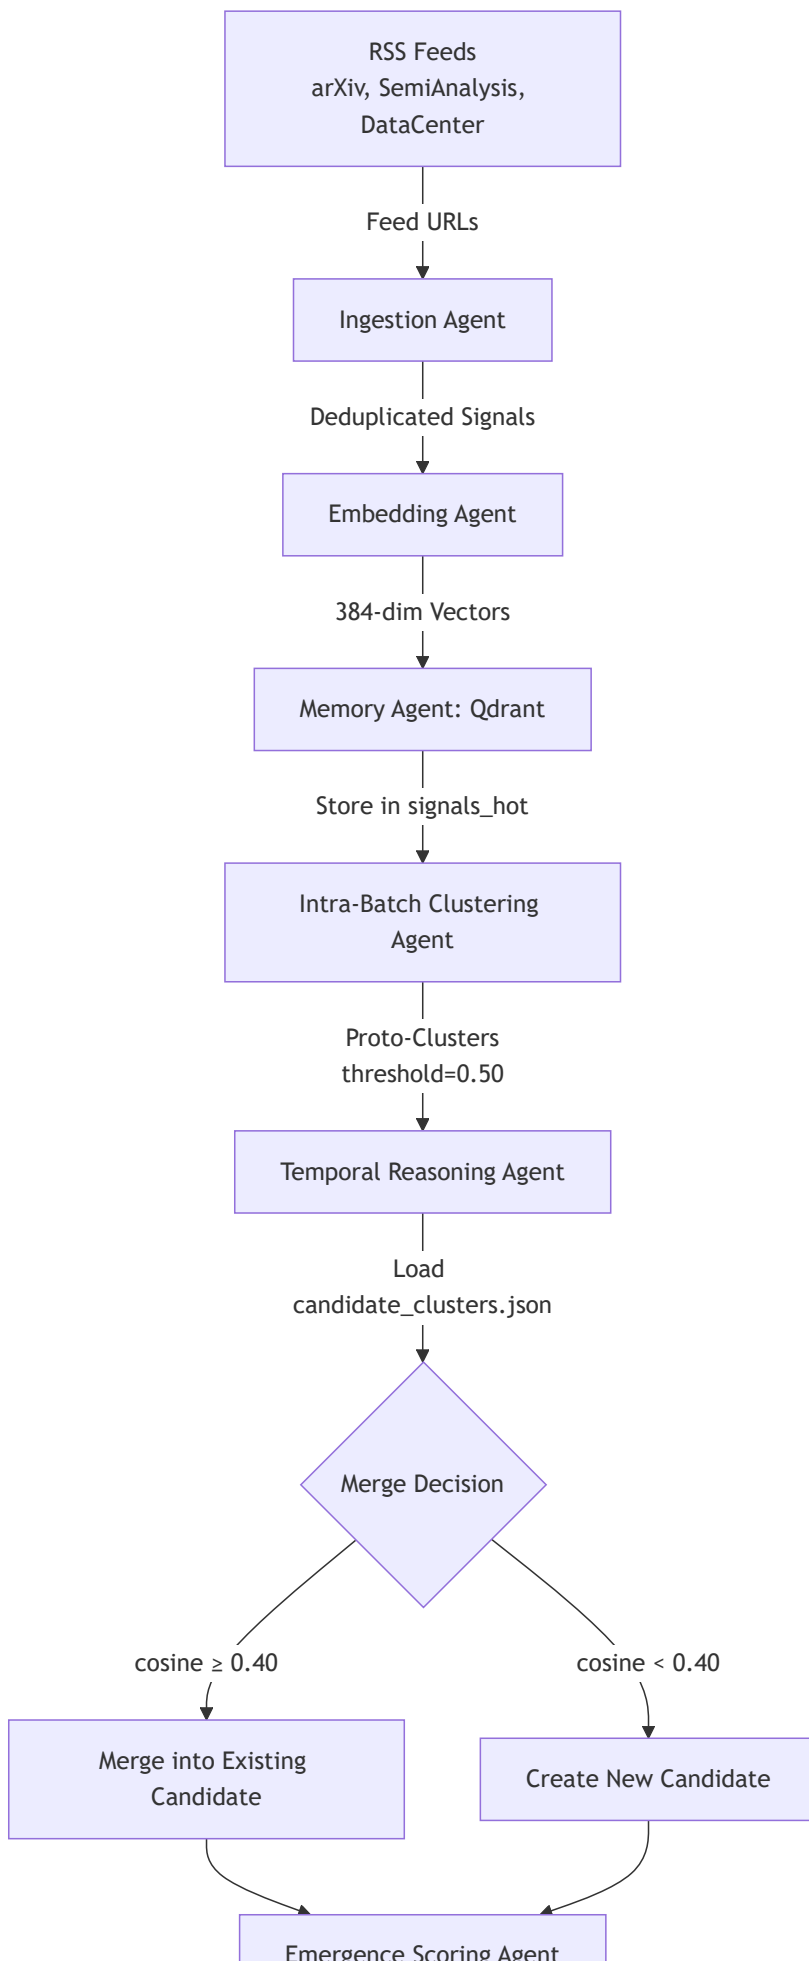 RSS Feeds
arXiv, SemiAnalysis,
DataCenter
Feed URLs
Ingestion Agent
Deduplicated Signals
Embedding Agent
384-dim Vectors
Memory Agent: Qdrant
Store in signals_hot
Intra-Batch Clustering
Agent
Proto-Clusters
threshold=0.50
Temporal Reasoning Agent
Load
candidate_clusters.json
Merge Decision
cosine ≥ 0.40
cosine < 0.40
Merge into Existing
Candidate
Create New Candidate
Emergence Scoring Agent